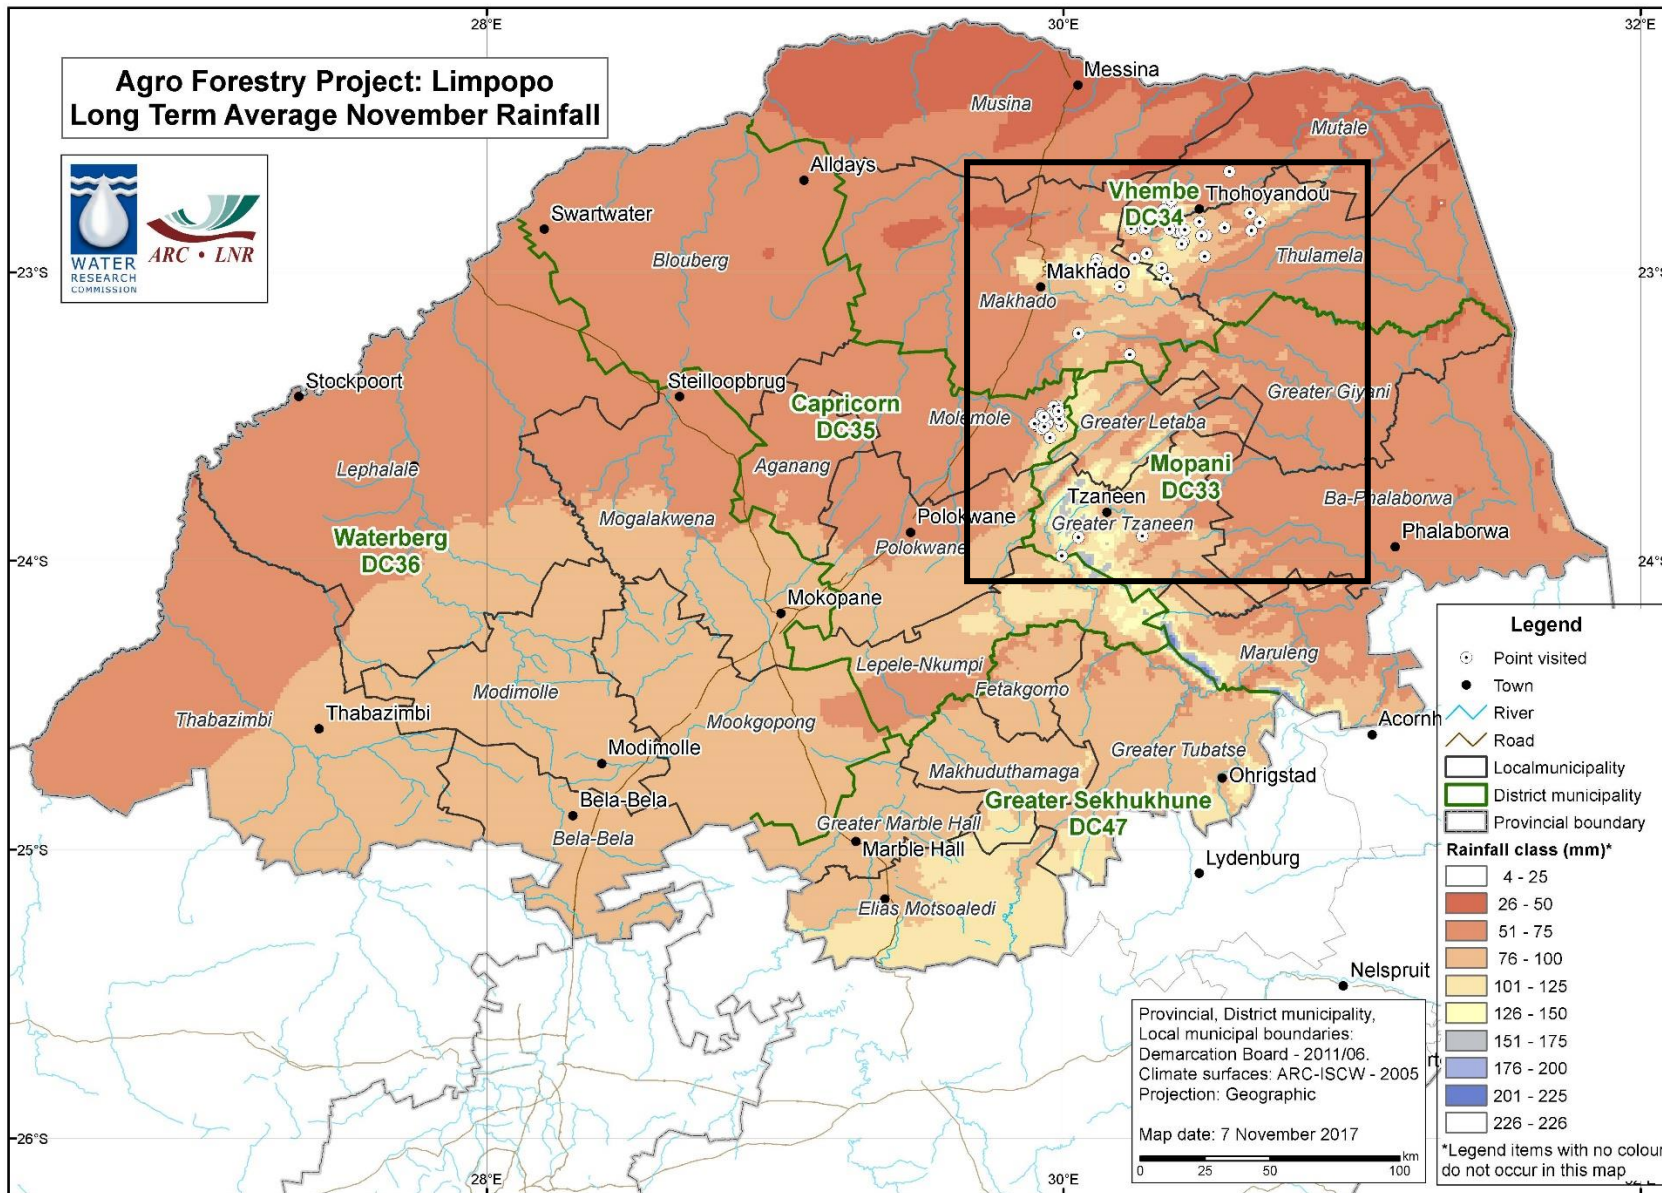 28°E
30°E
32°E
Agro Forestry Project: Limpopo
Long Term Average November Rainfall
WATER
RESEARCH
COMMISSION
ARC • LNR
Messina
Musina
Mutale
Alldays
Vhembe
DC34
Thohoyandou
Swartwater
Blouberg
Thulamela
23°S
23°S
Makhado
Makhado
Stockpoort
Steilloopbrug
Capricorn
DC35
Molemole
Greater Letaba
Greater Giyani
Aganang
Lephalale
Mopani
DC33
Ba-Phalaborwa
Tzaneen
Greater Tzaneen
Mogalakwena
Polokwane
Polokwane
Phalaborwa
Waterberg
DC36
24°S
24°S
Mokopane
Lepele-Nkumpi
Maruleng
Fetakgomo
Modimolle
Thabazimbi
Thabazimbi
Mookgopong
Acornh
Modimolle
Makhuduthamaga
Greater Tubatse
Ohrigstad
Bela-Bela
Bela-Bela
Greater Sekhukhune
DC47
Greater Marble Hall
Marble Hall
25°S
Lydenburg
Elias Motsoaledi
Nelspruit
26°S
28°E
30°E
Legend
Point visited
Town
River
Road
Localmunicipality
District municipality
Provincial boundary
Rainfall class (mm)*
4 - 25
26 - 50
51 - 75
76 - 100
101 - 125
126 - 150
151 - 175
176 - 200
201 - 225
226 - 226
*Legend items with no colour
do not occur in this map
Provincial, District municipality,
Local municipal boundaries:
Demarcation Board - 2011/06.
Climate surfaces: ARC-ISCW - 2005
Projection: Geographic
Map date: 7 November 2017
km
0 25 50 100